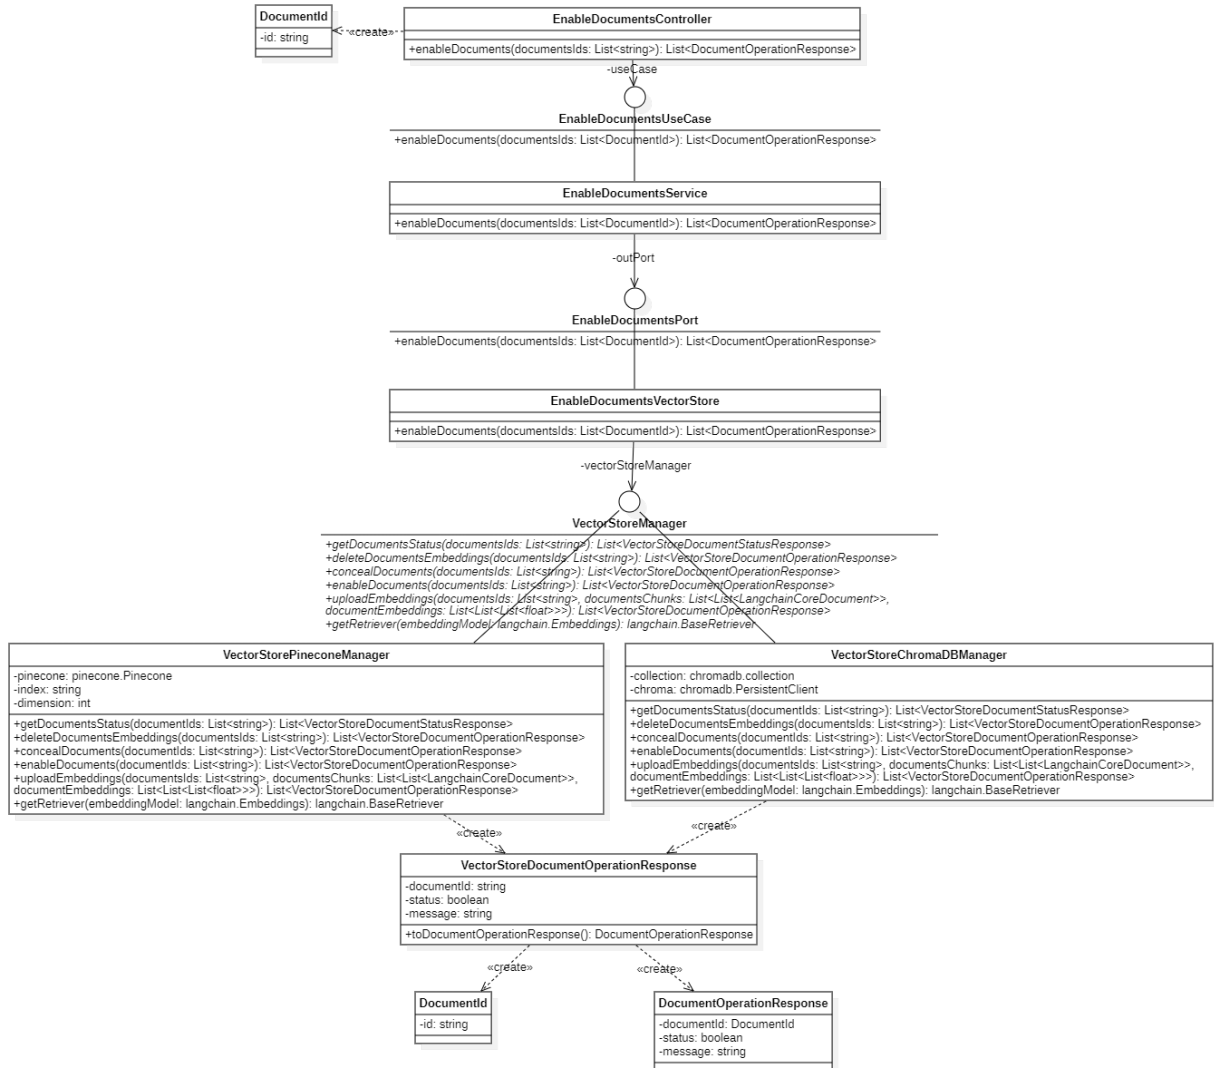 DocumentId
-id: string
«create»
EnableDocumentsController
+enableDocuments(documentsIds: List<string>): List<DocumentOperationResponse>
-useCase
EnableDocumentsUseCase
+enableDocuments(documentsIds: List<DocumentId>): List<DocumentOperationResponse>
EnableDocumentsService
+enableDocuments(documentsIds: List<DocumentId>): List<DocumentOperationResponse>
-outPort
EnableDocumentsPort
+enableDocuments(documentsIds: List<DocumentId>): List<DocumentOperationResponse>
EnableDocumentsVectorStore
+enableDocuments(documentsIds: List<DocumentId>): List<DocumentOperationResponse>
-vectorStoreManager
VectorStoreManager
+getDocumentsStatus(documentsIds: List<string>): List<VectorStoreDocumentStatusResponse>
+deleteDocumentsEmbeddings(documentsIds: List<string>): List<VectorStoreDocumentOperationResponse>
+concealDocuments(documentsIds: List<string>): List<VectorStoreDocumentOperationResponse>
+enableDocuments(documentsIds: List<string>): List<VectorStoreDocumentOperationResponse>
+uploadEmbeddings(documentsIds: List<string>, documentsChunks: List<List<LangchainCoreDocument>>,
documentEmbeddings: List<List<List<float>>>): List<VectorStoreDocumentOperationResponse>
+getRetriever(embeddingModel: langchain.Embeddings): langchain.BaseRetriever
VectorStorePineconeManager
-pinecone: pinecone.Pinecone
-index: string
-dimension: int
+getDocumentsStatus(documentIds: List<string>): List<VectorStoreDocumentStatusResponse>
+deleteDocumentsEmbeddings(documentIds: List<string>): List<VectorStoreDocumentOperationResponse>
+concealDocuments(documentIds: List<string>): List<VectorStoreDocumentOperationResponse>
+enableDocuments(documentIds: List<string>): List<VectorStoreDocumentOperationResponse>
+uploadEmbeddings(documentsIds: List<string>, documentsChunks: List<List<LangchainCoreDocument>>,
documentEmbeddings: List<List<List<float>>>): List<VectorStoreDocumentOperationResponse>
+getRetriever(embeddingModel: langchain.Embeddings): langchain.BaseRetriever
VectorStoreChromaDBManager
-collection: chromadb.collection
-chroma: chromadb.PersistentClient
+getDocumentsStatus(documentIds: List<string>): List<VectorStoreDocumentStatusResponse>
+deleteDocumentsEmbeddings(documentIds: List<string>): List<VectorStoreDocumentOperationResponse>
+concealDocuments(documentIds: List<string>): List<VectorStoreDocumentOperationResponse>
+enableDocuments(documentIds: List<string>): List<VectorStoreDocumentOperationResponse>
+uploadEmbeddings(documentsIds: List<string>, documentsChunks: List<List<LangchainCoreDocument>>,
documentEmbeddings: List<List<List<float>>>): List<VectorStoreDocumentOperationResponse>
+getRetriever(embeddingModel: langchain.Embeddings): langchain.BaseRetriever
«create»
«create»
VectorStoreDocumentOperationResponse
-documentId: string
-status: boolean
-message: string
+toDocumentOperationResponse(): DocumentOperationResponse
«create»
«create»
DocumentId
-id: string
DocumentOperationResponse
-documentId: DocumentId
-status: boolean
-message: string